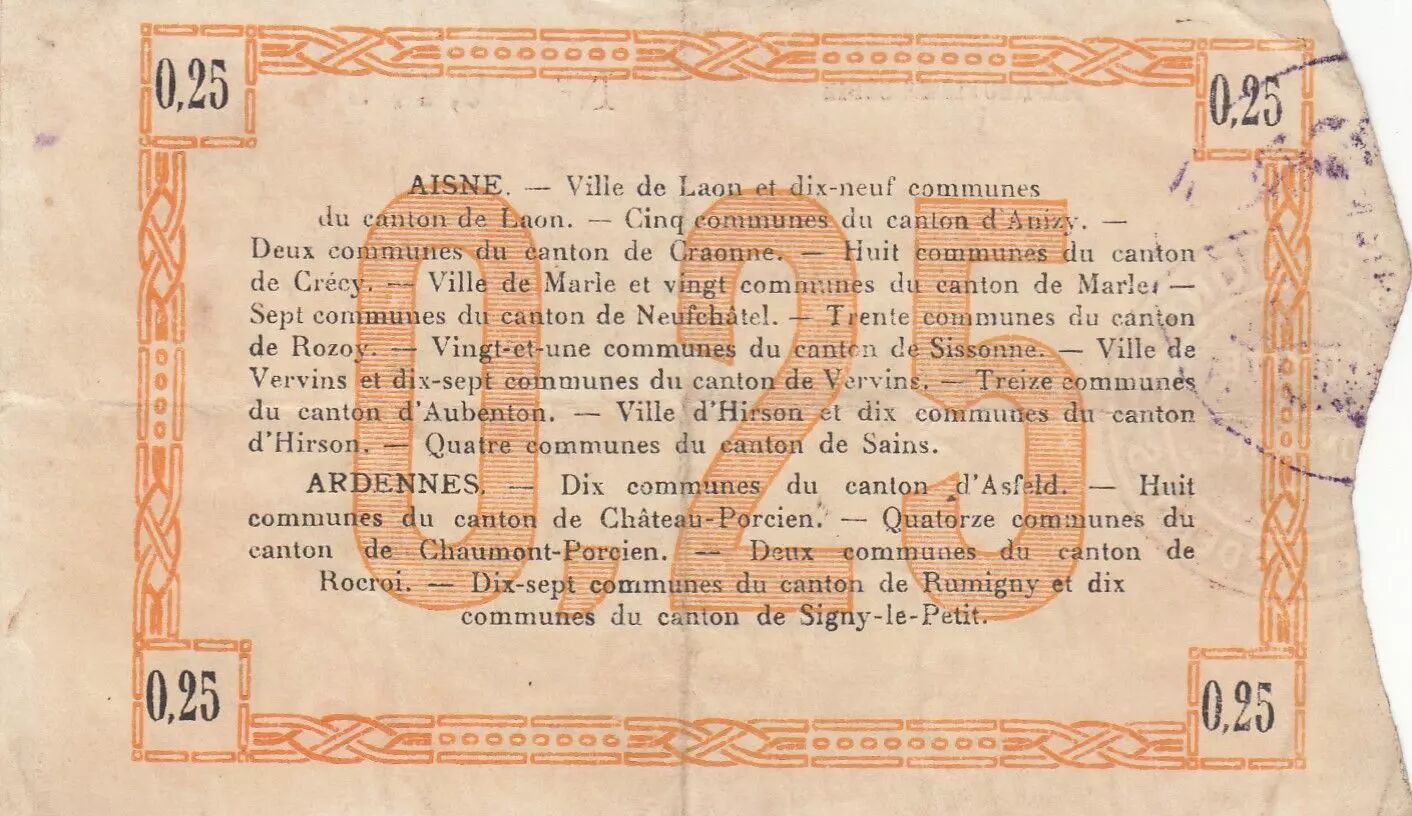 0,25
0,25
AISNE. — Ville de Laon et dix-neuf communes
du canton de Laon. — Cinq communes du canton d'Anizy. —
Deux communes du canton de Craonne. — Huit communes du canton
de Crécy. — Ville de Marle et vingt communes du canton de Marle. —
Sept communes du canton de Neufchâtel. — Trente communes du canton
de Rozoy. — Vingt-et-une communes du canton de Sissonne. — Ville de
Vervins et dix-sept communes du canton de Vervins. — Treize communes
du canton d'Aubenton. — Ville d'Hirson et dix communes du canton
d'Hirson. — Quatre communes du canton de Sains.
0,25
ARDENNES. — Dix communes du canton d'Asfeld. — Huit
communes du canton de Château-Porcien. — Quatorze communes du
canton de Chaumont-Porcien. — Deux communes du canton de
Rocroi. — Dix-sept communes du canton de Rumigny et dix
communes du canton de Signy-le-Petit.
0,25
0,25